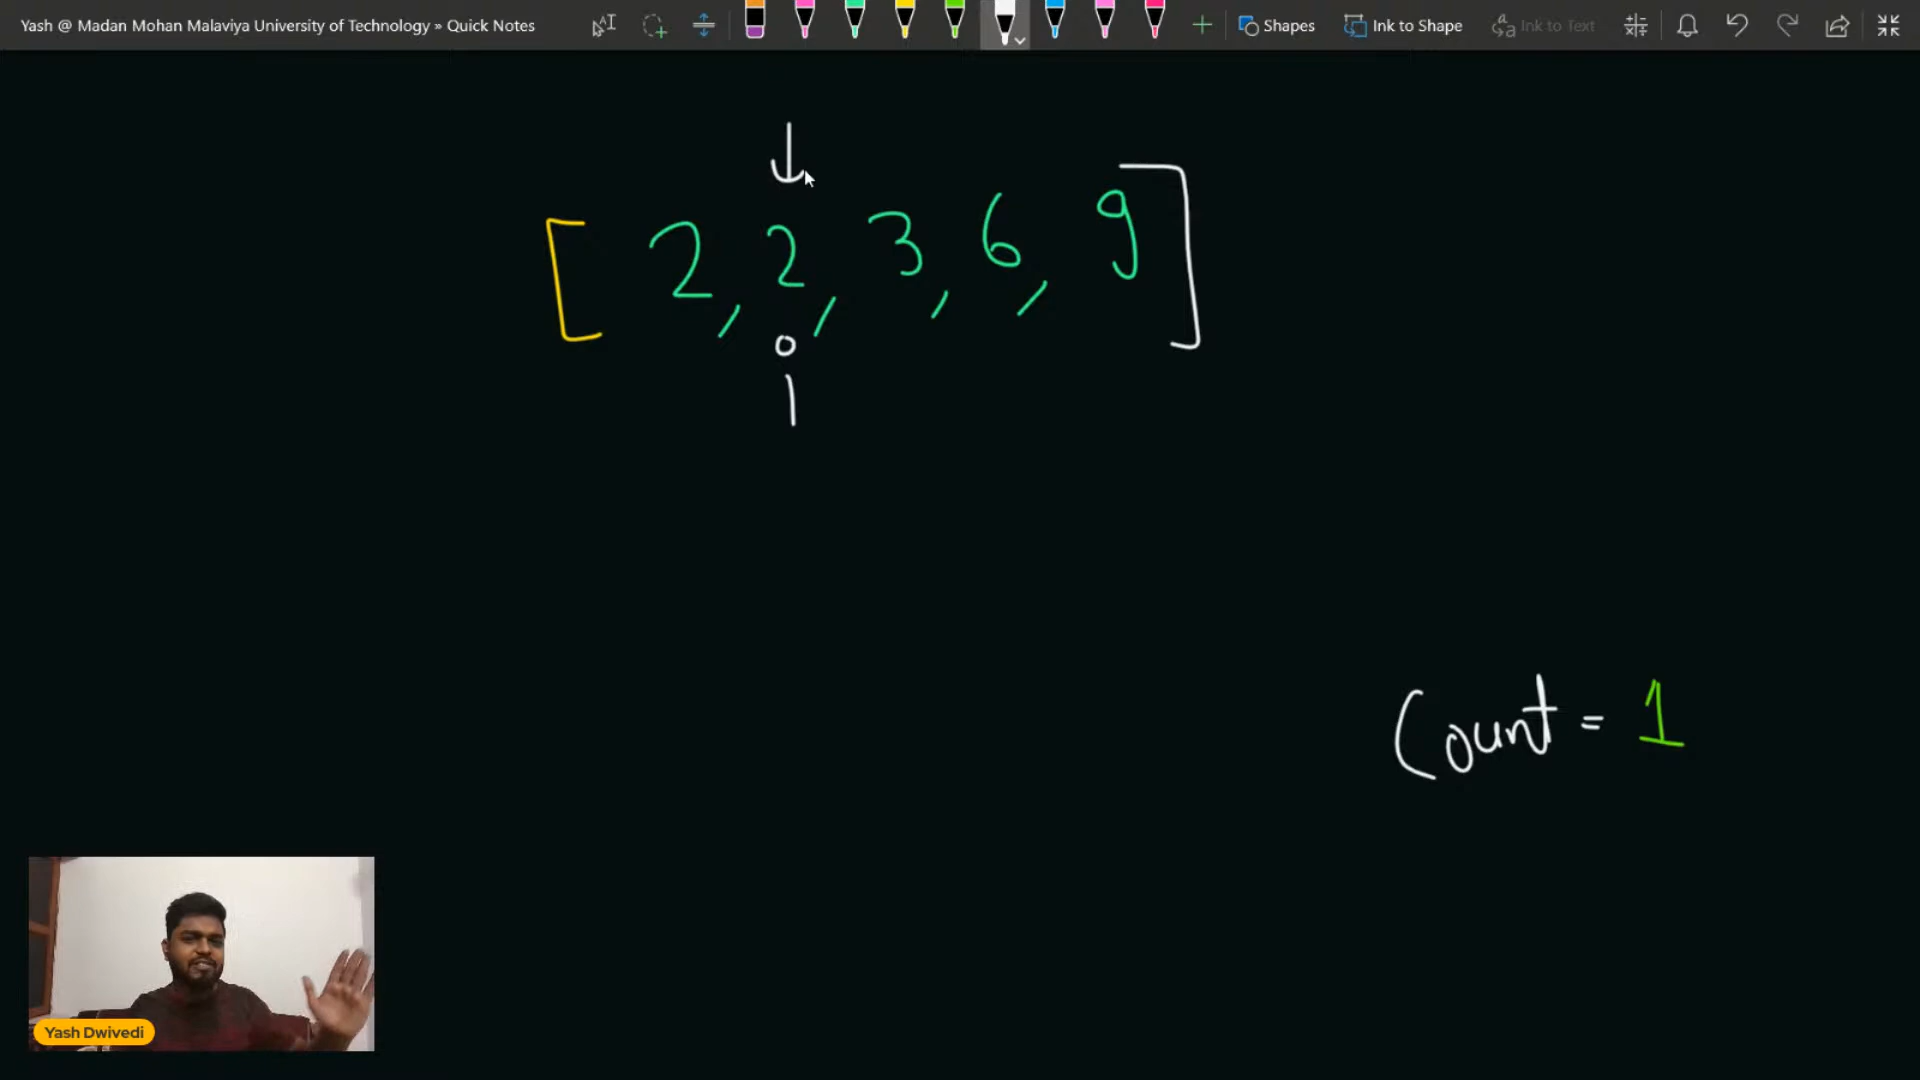 Yash @ Madan Mohan Malaviya University of Technology » Quick Notes
Shapes
Ink to Shape
Ink to Text
[ 2, 2, 3, 6, 9 ]
0
1
Count = 1
Yash Dwivedi